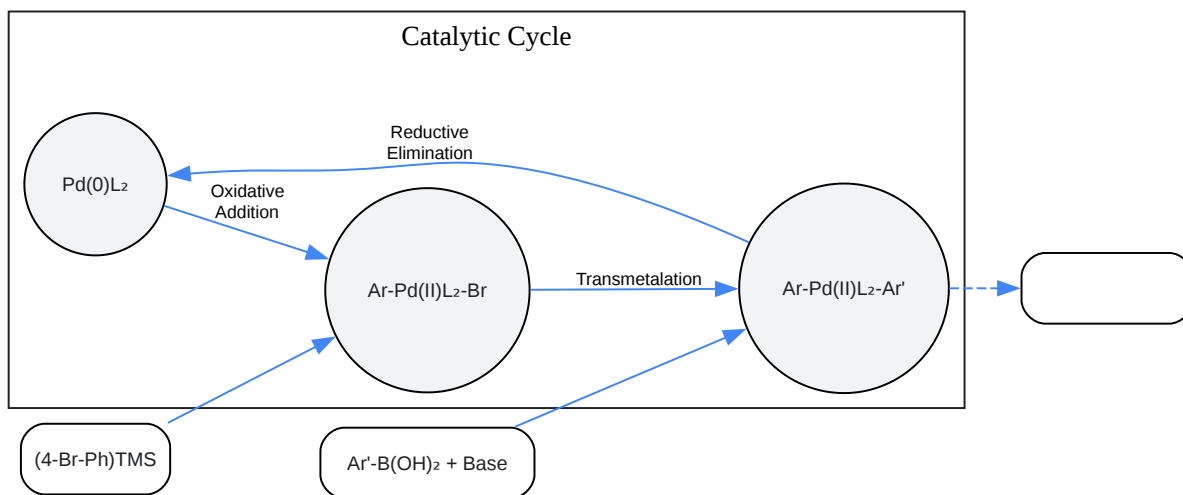 Catalytic Cycle
Reductive
Elimination
Pd(0)L₂
Oxidative
Addition
Transmetalation
Ar-Pd(II)L₂-Br
Ar-Pd(II)L₂-Ar'
(4-Br-Ph)TMS
Ar'-B(OH)₂ + Base